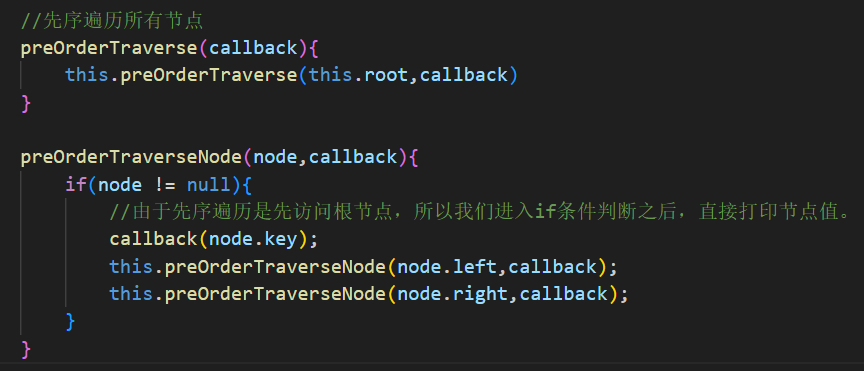 //先序遍历所有节点
preOrderTraverse(callback){
    this.preOrderTraverse(this.root,callback)
}
preOrderTraverseNode(node,callback){
    if(node != null){
        //由于先序遍历是先访问根节点，所以我们进入if条件判断之后，直接打印节点值。
        callback(node.key);
        this.preOrderTraverseNode(node.left,callback);
        this.preOrderTraverseNode(node.right,callback);
    }
}